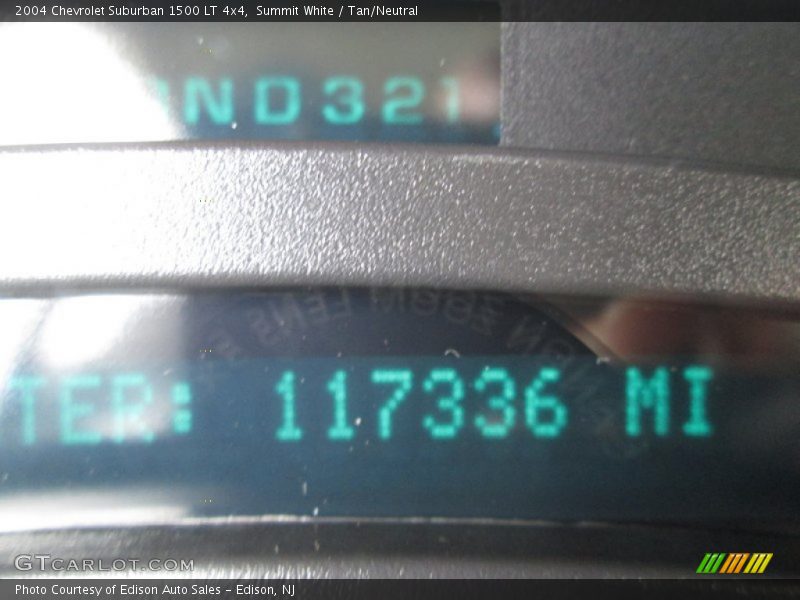 2004 Chevrolet Suburban 1500 LT 4x4, Summit White / Tan/Neutral
ND321
TER: 117336 MI
GTCARLOT.COM
Photo Courtesy of Edison Auto Sales - Edison, NJ